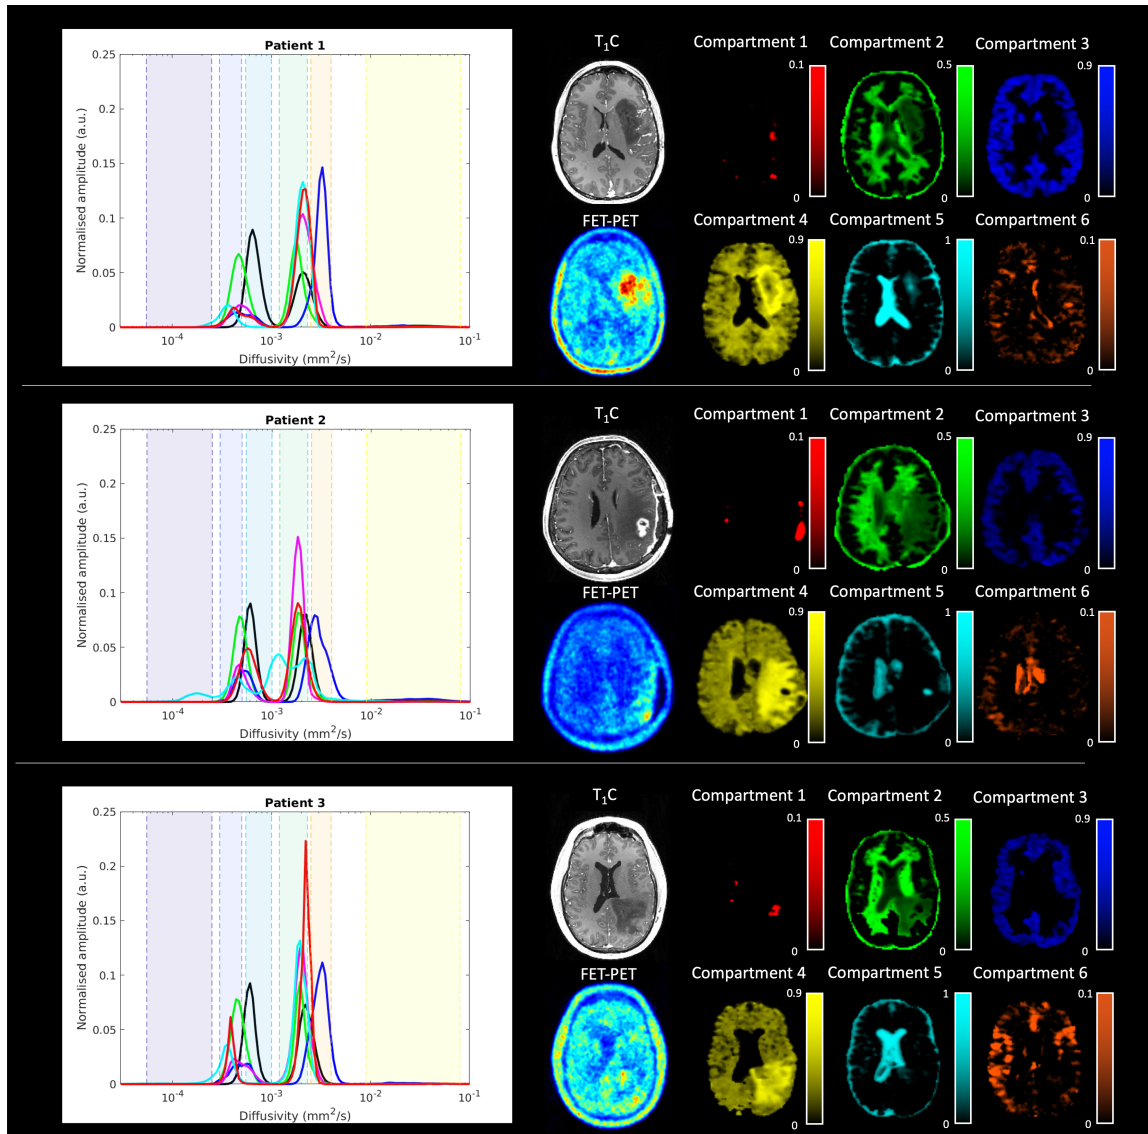 Patient 1
Normalised amplitude (a.u.)
0.25
0.2
0.15
0.1
0.05
0
10^-4
10^-3
10^-2
10^-1
Diffusivity (mm^2/s)
T1C
Compartment 1
0.1
0
Compartment 2
0.5
0
Compartment 3
0.9
0
FET-PET
Compartment 4
0.9
0
Compartment 5
1
0
Compartment 6
0.1
0
Patient 2
Normalised amplitude (a.u.)
0.25
0.2
0.15
0.1
0.05
0
10^-4
10^-3
10^-2
10^-1
Diffusivity (mm^2/s)
T1C
Compartment 1
0.1
0
Compartment 2
0.5
0
Compartment 3
0.9
0
FET-PET
Compartment 4
0.9
0
Compartment 5
1
0
Compartment 6
0.1
0
Patient 3
Normalised amplitude (a.u.)
0.25
0.2
0.15
0.1
0.05
0
10^-4
10^-3
10^-2
10^-1
Diffusivity (mm^2/s)
T1C
Compartment 1
0.1
0
Compartment 2
0.5
0
Compartment 3
0.9
0
FET-PET
Compartment 4
0.9
0
Compartment 5
1
0
Compartment 6
0.1
0